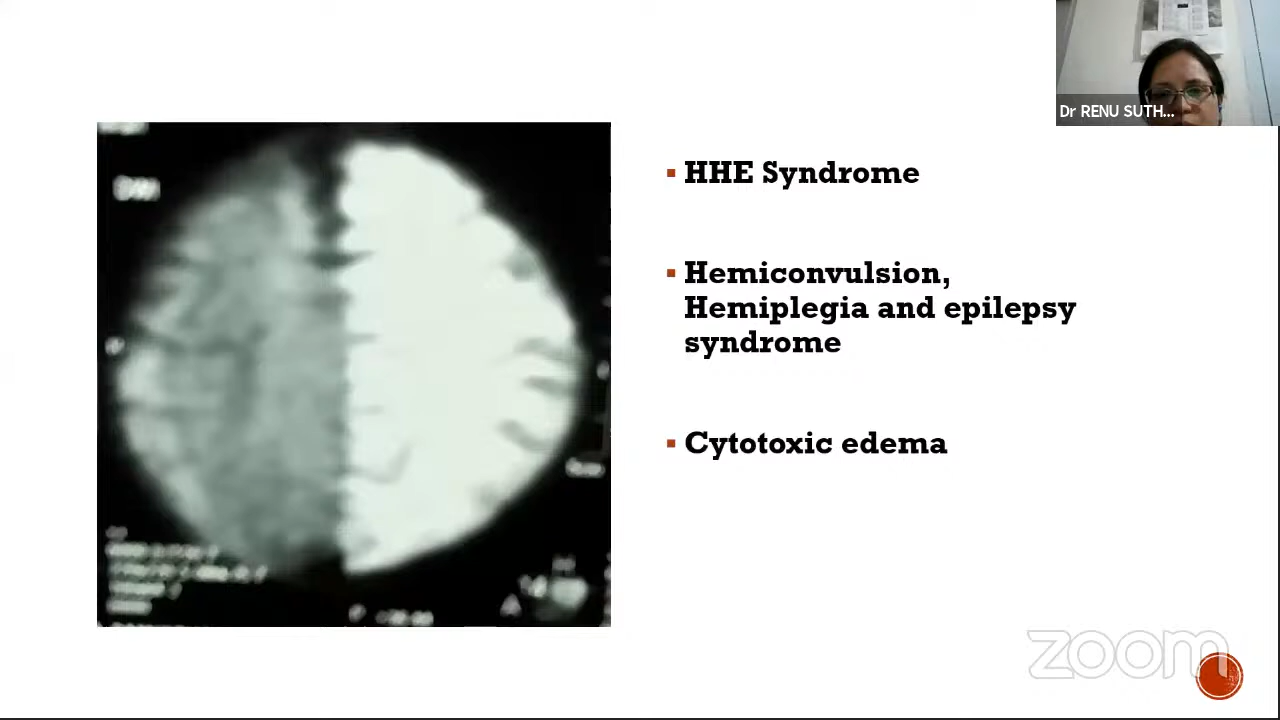 Dr RENU SUTH...
HHE Syndrome
Hemiconvulsion,
Hemiplegia and epilepsy
syndrome
Cytotoxic edema
zoom